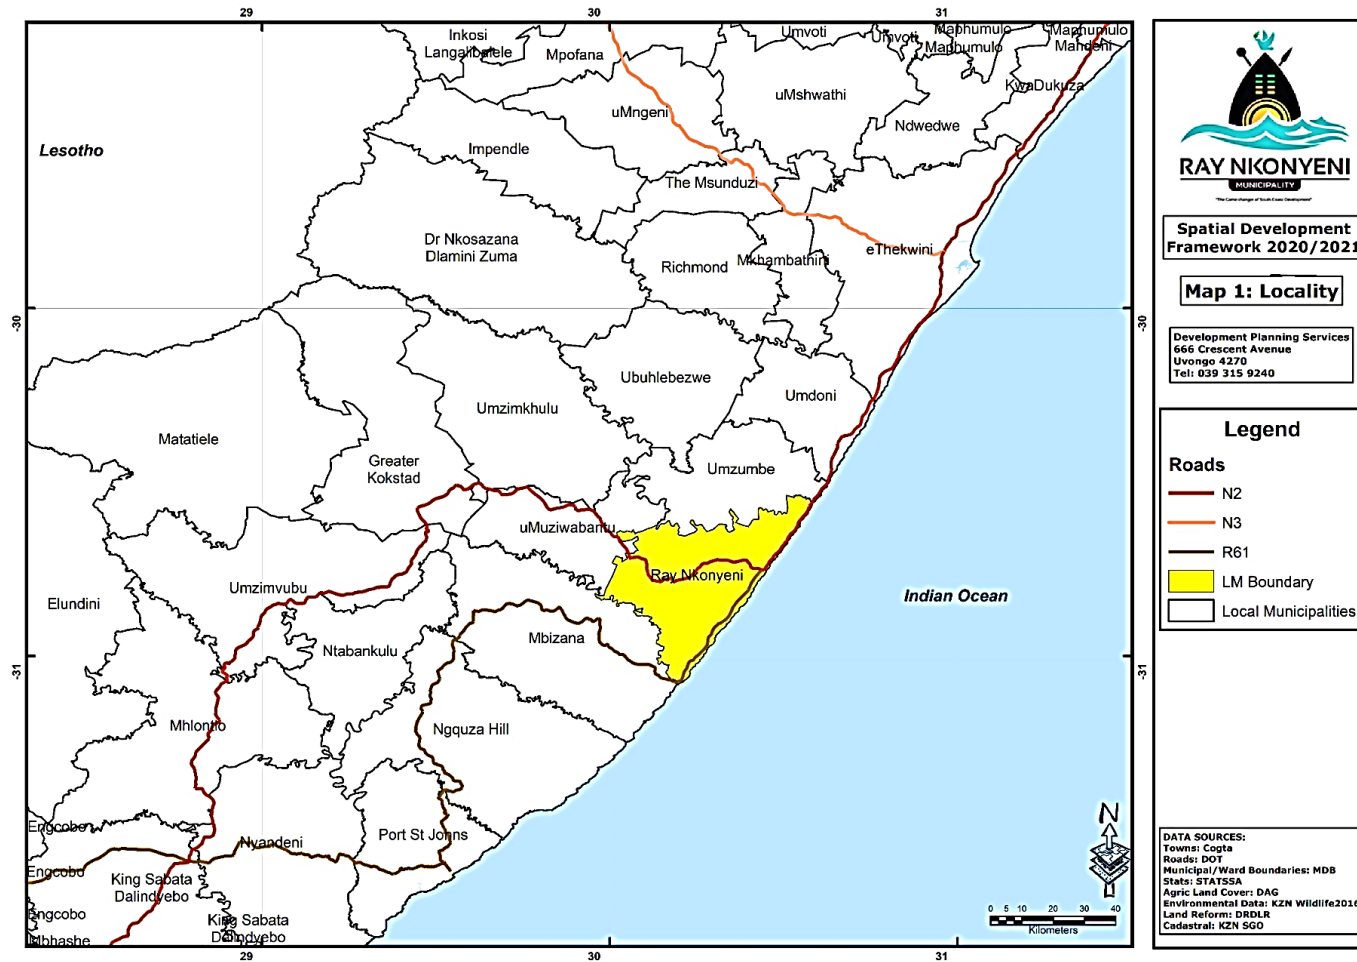 29
30
31
Inkosi
Langalibalele
Mpofana
Umvoti
Umvoti
Maphumulo
Maphumulo
Maphumulo
Mandeni
KwaDukuza
uMshwathi
uMngeni
Ndwedwe
Lesotho
Impendle
The Msunduzi
Dr Nkosazana
Dlamini Zuma
Richmond
Mkhambathini
eThekwini
-30
-30
Ubuhlebezwe
Umdoni
Umzimkhulu
Matatiele
Greater
Kokstad
Umzumbe
uMuziwabantu
Ray Nkonyeni
Umzimvubu
Elundini
Indian Ocean
Mbizana
Ntabankulu
-31
-31
Mhlontlo
Ngquza Hill
Engcobo
Nyandeni
Port St Johns
Engcobo
King Sabata
Dalindyebo
Engcobo
King Sabata
Dalindyebo
Mbhashe
N
0 5 10 20 30 40
Kilometers
29
30
31
RAY NKONYENI
MUNICIPALITY
Spatial Development
Framework 2020/2021
Map 1: Locality
Development Planning Services
666 Crescent Avenue
Uvongo 4270
Tel: 039 315 9240
Legend
Roads
N2
N3
R61
LM Boundary
Local Municipalities
DATA SOURCES:
Towns: Cogta
Roads: DOT
Municipal/Ward Boundaries: MDB
Stats: STATSSA
Agric Land Cover: DAG
Environmental Data: KZN Wildlife2016
Land Reform: DRDLR
Cadastral: KZN SGO